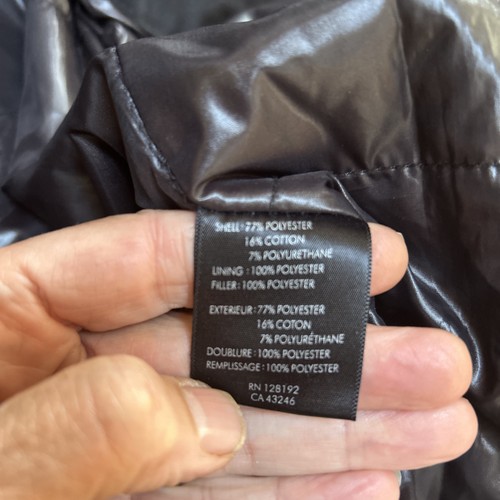 SHELL: 77% POLYESTER
16% COTTON
7% POLYURETHANE
LINING : 100% POLYESTER
FILLER: 100% POLYESTER
EXTERIEUR: 77% POLYESTER
16% COTON
7% POLYURÉTHANE
DOUBLURE : 100% POLYESTER
REMPLISSAGE : 100% POLYESTER
RN 128192
CA 43246